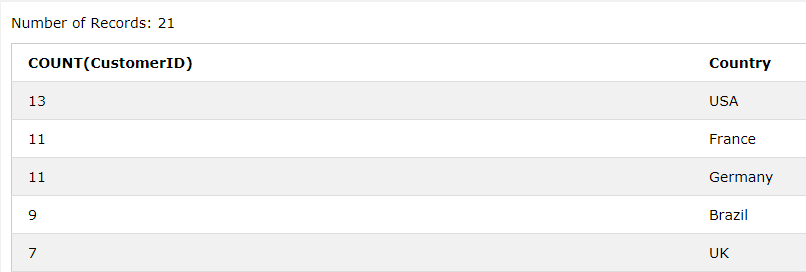 Number of Records: 21
COUNT(CustomerID) Country
13 USA
11 France
11 Germany
9 Brazil
7 UK